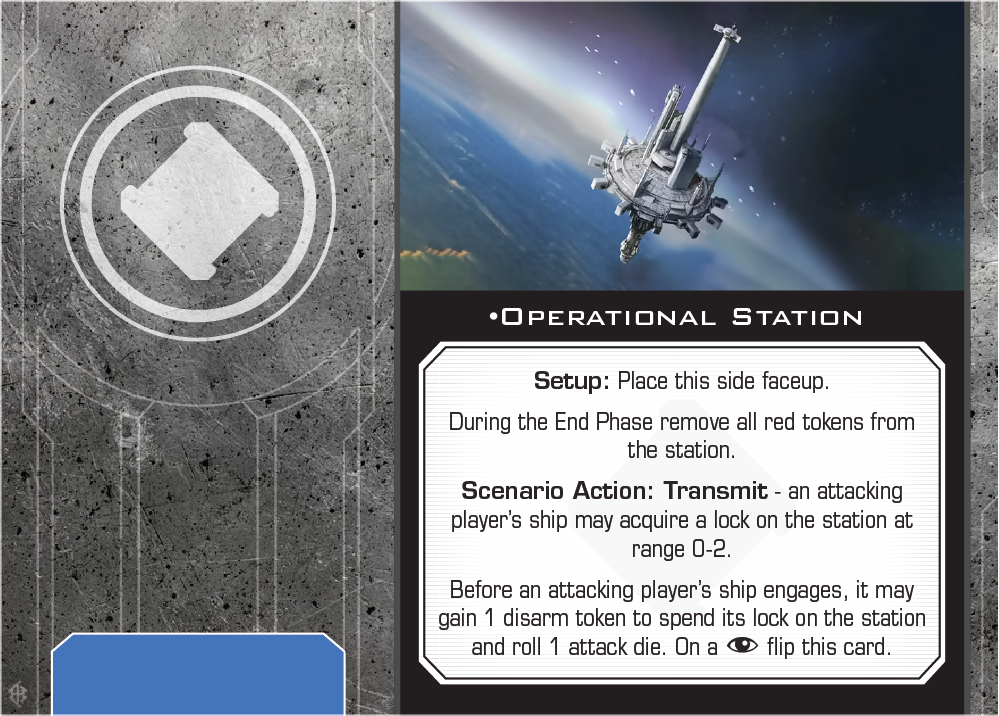 •Operational Station
Setup: Place this side faceup.
During the End Phase remove all red tokens from
the station.
Scenario Action: Transmit - an attacking
player's ship may acquire a lock on the station at
range 0-2.
Before an attacking player's ship engages, it may
gain 1 disarm token to spend its lock on the station
and roll 1 attack die. On a flip this card.